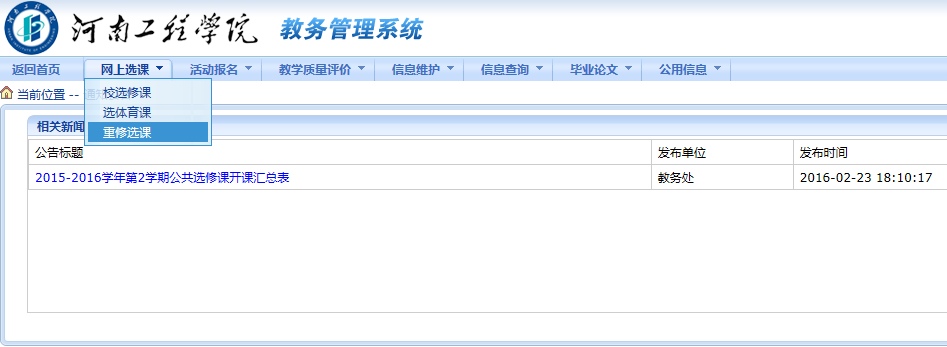 河南工程学院 教务管理系统
返回首页 网上选课 活动报名 教学质量评价 信息维护 信息查询 毕业论文 公用信息
校选修课
当前位置 --
选体育课
相关新闻
重修选课
公告标题 发布单位 发布时间
2015-2016学年第2学期公共选修课开课汇总表 教务处 2016-02-23 18:10:17